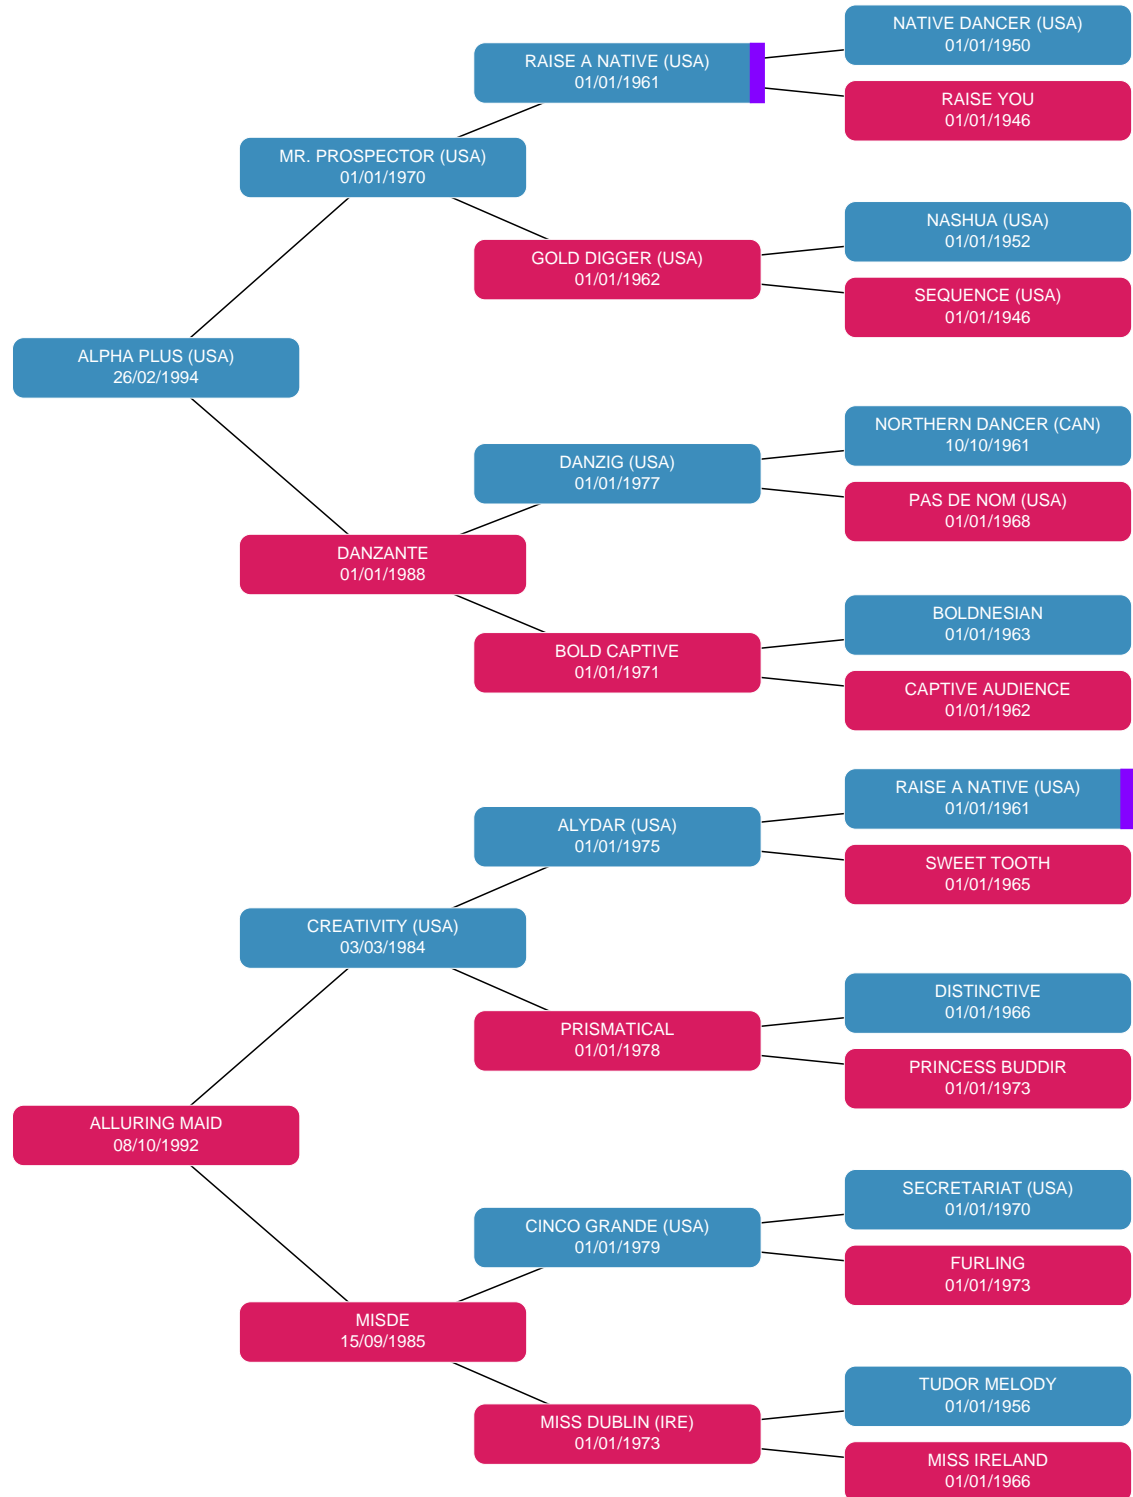 NATIVE DANCER (USA)
01/01/1950
RAISE A NATIVE (USA)
01/01/1961
RAISE YOU
01/01/1946
MR. PROSPECTOR (USA)
01/01/1970
NASHUA (USA)
01/01/1952
GOLD DIGGER (USA)
01/01/1962
SEQUENCE (USA)
01/01/1946
ALPHA PLUS (USA)
26/02/1994
NORTHERN DANCER (CAN)
10/10/1961
DANZIG (USA)
01/01/1977
PAS DE NOM (USA)
01/01/1968
DANZANTE
01/01/1988
BOLDNESIAN
01/01/1963
BOLD CAPTIVE
01/01/1971
CAPTIVE AUDIENCE
01/01/1962
RAISE A NATIVE (USA)
01/01/1961
ALYDAR (USA)
01/01/1975
SWEET TOOTH
01/01/1965
CREATIVITY (USA)
03/03/1984
DISTINCTIVE
01/01/1966
PRISMATICAL
01/01/1978
PRINCESS BUDDIR
01/01/1973
ALLURING MAID
08/10/1992
SECRETARIAT (USA)
01/01/1970
CINCO GRANDE (USA)
01/01/1979
FURLING
01/01/1973
MISDE
15/09/1985
TUDOR MELODY
01/01/1956
MISS DUBLIN (IRE)
01/01/1973
MISS IRELAND
01/01/1966